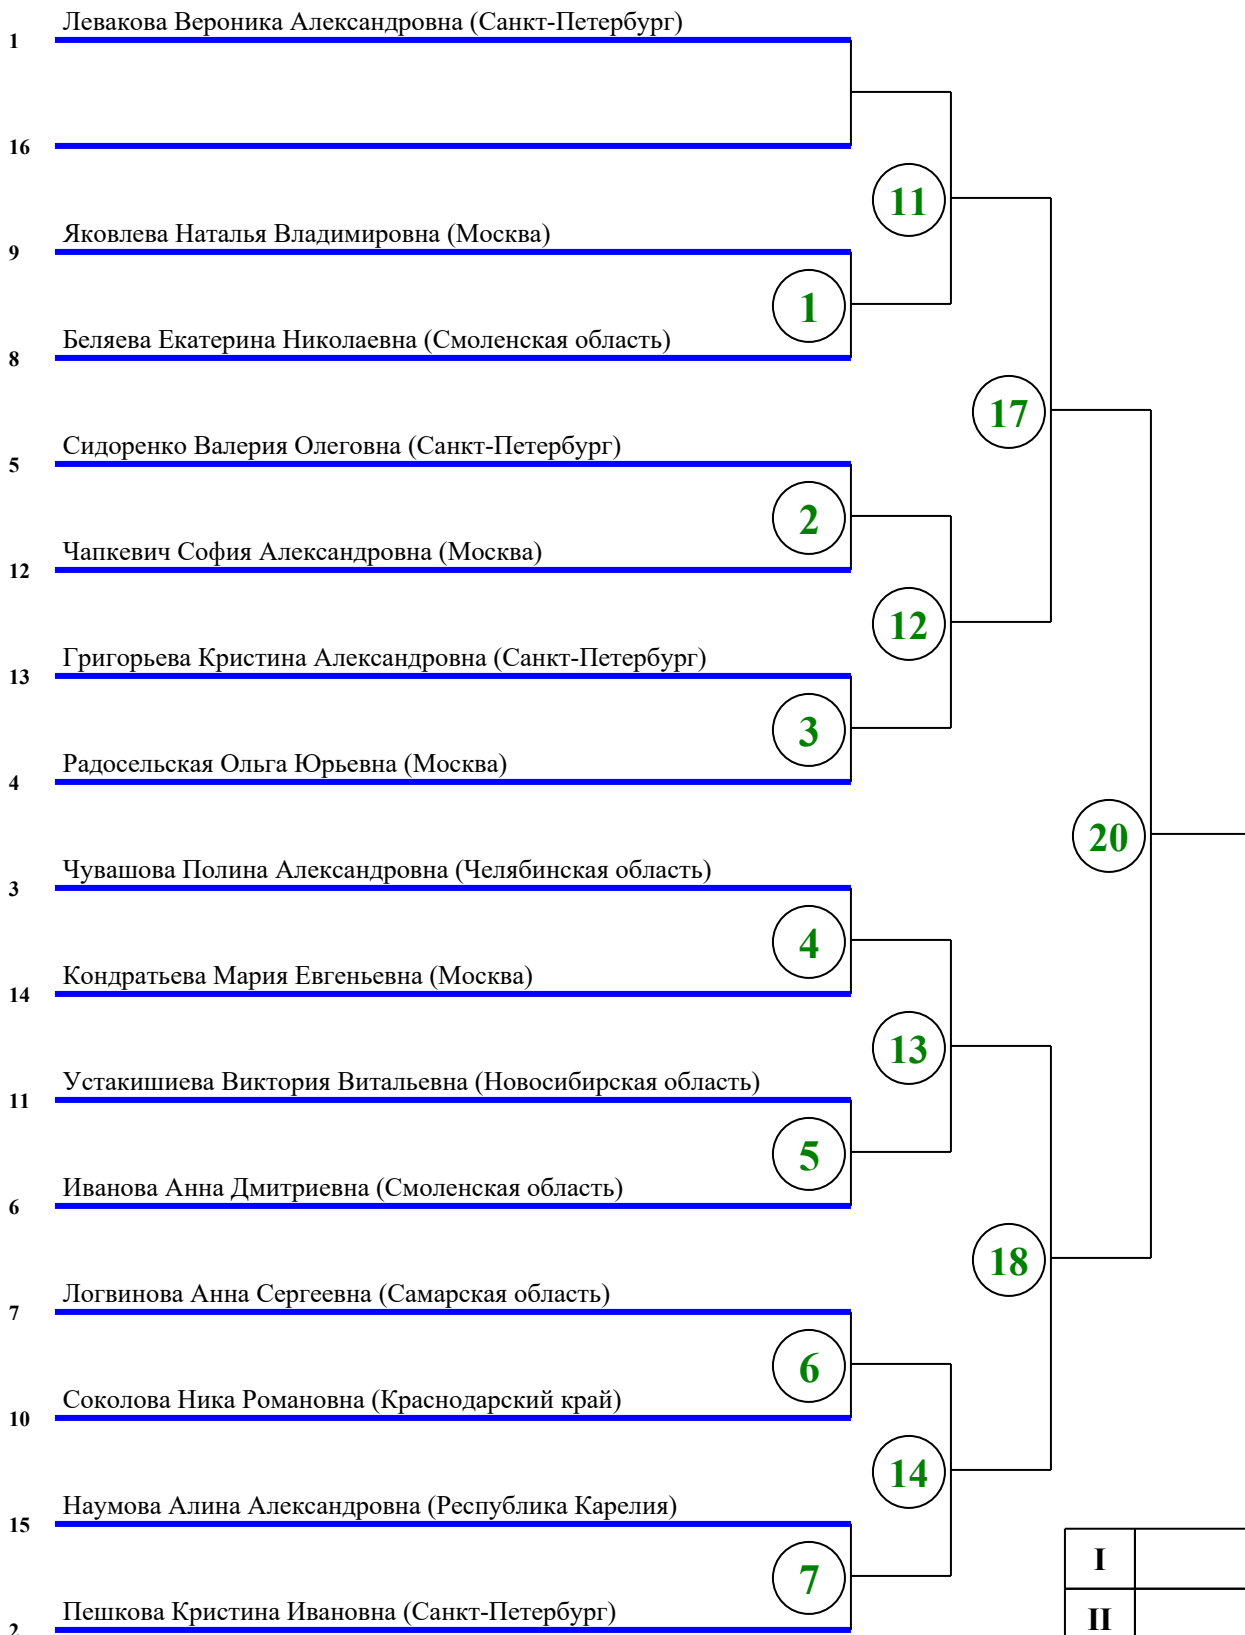 Левакова Вероника Александровна (Санкт-Петербург)
1
16
11
Яковлева Наталья Владимировна (Москва)
9
1
Беляева Екатерина Николаевна (Смоленская область)
8
17
Сидоренко Валерия Олеговна (Санкт-Петербург)
5
2
Чапкевич София Александровна (Москва)
12
12
Григорьева Кристина Александровна (Санкт-Петербург)
13
3
Радосельская Ольга Юрьевна (Москва)
4
20
Чувашова Полина Александровна (Челябинская область)
3
4
Кондратьева Мария Евгеньевна (Москва)
14
13
Устакишиева Виктория Витальевна (Новосибирская область)
11
5
Иванова Анна Дмитриевна (Смоленская область)
6
18
Логвинова Анна Сергеевна (Самарская область)
7
6
Соколова Ника Романовна (Краснодарский край)
10
14
Наумова Алина Александровна (Республика Карелия)
15
I
7
Пешкова Кристина Ивановна (Санкт-Петербург)
II
2